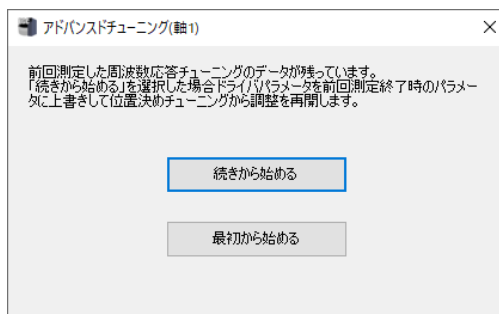 アドバンスドチューニング(軸1)
前回測定した周波数応答チューニングのデータが残っています。
「続きから始める」を選択した場合ドライバパラメータを前回測定終了時のパラメー
タに上書きして位置決めチューニングから調整を再開します。
続きから始める
最初から始める